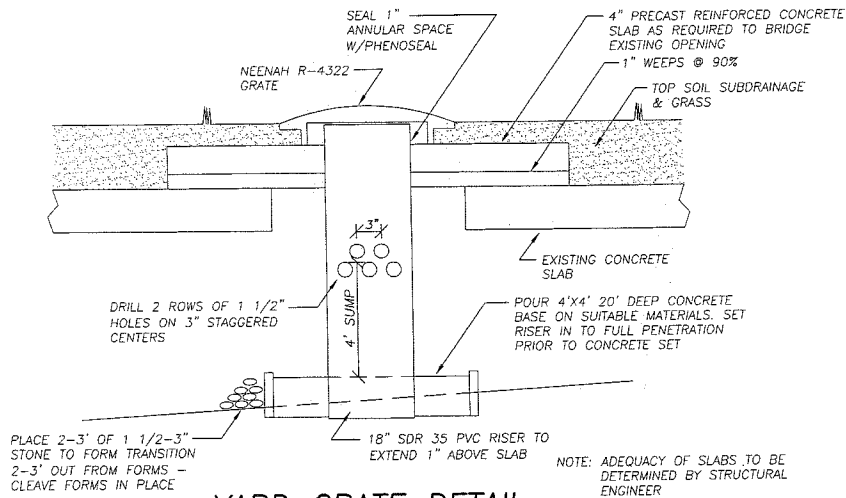 SEAL 1"
ANNULAR SPACE
W/PHENOSEAL
4" PRECAST REINFORCED CONCRETE
SLAB AS REQUIRED TO BRIDGE
EXISTING OPENING
1" WEEPS @ 90%
NEENAH R-4322
GRATE
TOP SOIL SUBDRAINAGE
& GRASS
3"
EXISTING CONCRETE
SLAB
DRILL 2 ROWS OF 1 1/2"
HOLES ON 3" STAGGERED
CENTERS
4' SUMP
POUR 4'X4' 20' DEEP CONCRETE
BASE ON SUITABLE MATERIALS. SET
RISER IN TO FULL PENETRATION
PRIOR TO CONCRETE SET
PLACE 2-3' OF 1 1/2-3"
STONE TO FORM TRANSITION
2-3' OUT FROM FORMS -
CLEAVE FORMS IN PLACE
18" SDR 35 PVC RISER TO
EXTEND 1" ABOVE SLAB
NOTE: ADEQUACY OF SLABS TO BE
DETERMINED BY STRUCTURAL
ENGINEER
YARD GRATE DETAIL